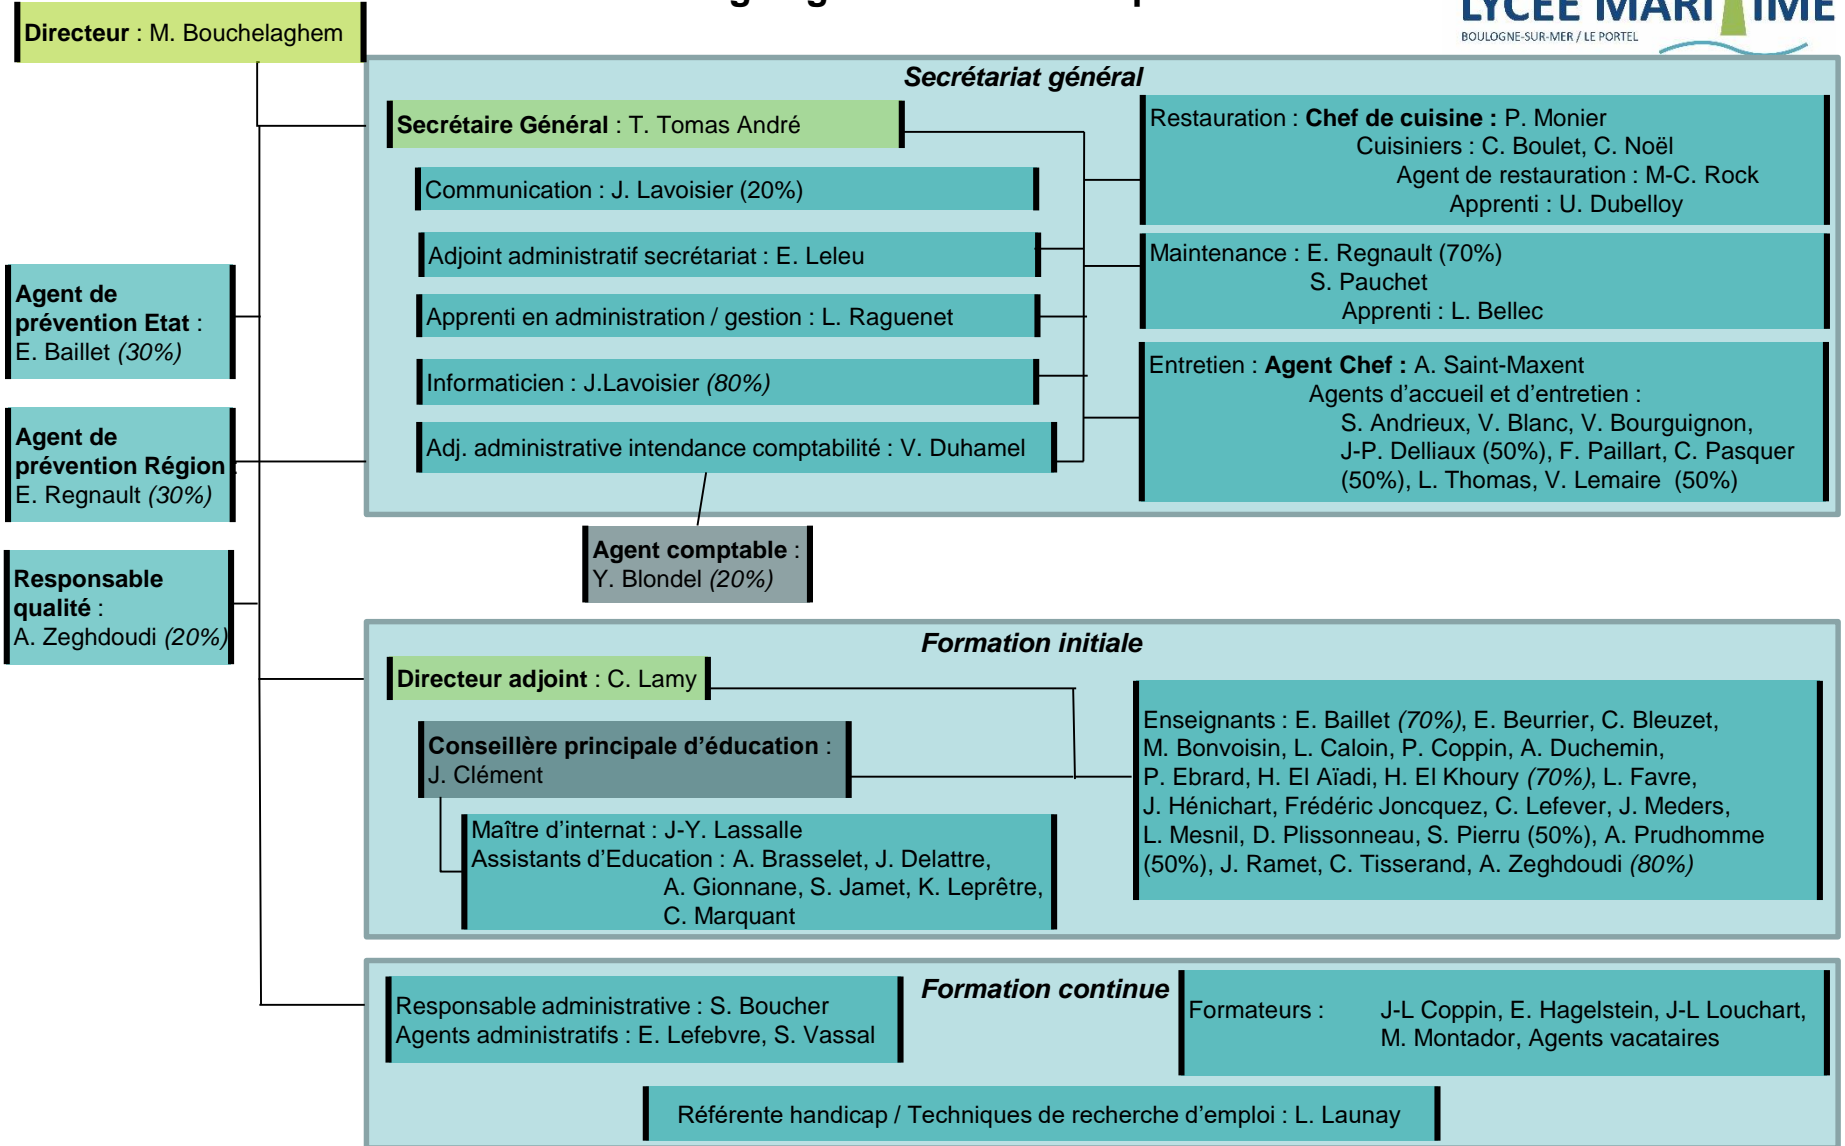 LYCÉE MARITIME
BOULOGNE-SUR-MER / LE PORTEL
Directeur : M. Bouchelaghem
Secrétariat général
Secrétaire Général : T. Tomas André
Communication : J. Lavoisier (20%)
Adjoint administratif secrétariat : E. Leleu
Apprenti en administration / gestion : L. Raguenet
Informaticien : J.Lavoisier (80%)
Adj. administrative intendance comptabilité : V. Duhamel
Restauration : Chef de cuisine : P. Monier
Cuisiniers : C. Boulet, C. Noël
Agent de restauration : M-C. Rock
Apprenti : U. Dubelloy
Maintenance : E. Regnault (70%)
S. Pauchet
Apprenti : L. Bellec
Entretien : Agent Chef : A. Saint-Maxent
Agents d’accueil et d’entretien :
S. Andrieux, V. Blanc, V. Bourguignon,
J-P. Delliaux (50%), F. Paillart, C. Pasquer
(50%), L. Thomas, V. Lemaire (50%)
Agent de
prévention Etat :
E. Baillet (30%)
Agent de
prévention Région
E. Regnault (30%)
Responsable
qualité :
A. Zeghdoudi (20%)
Agent comptable :
Y. Blondel (20%)
Formation initiale
Directeur adjoint : C. Lamy
Conseillère principale d’éducation :
J. Clément
Maître d’internat : J-Y. Lassalle
Assistants d’Education : A. Brasselet, J. Delattre,
A. Gionnane, S. Jamet, K. Leprêtre,
C. Marquant
Enseignants : E. Baillet (70%), E. Beurrier, C. Bleuzet,
M. Bonvoisin, L. Caloin, P. Coppin, A. Duchemin,
P. Ebrard, H. El Aïadi, H. El Khoury (70%), L. Favre,
J. Hénichart, Frédéric Joncquez, C. Lefever, J. Meders,
L. Mesnil, D. Plissonneau, S. Pierru (50%), A. Prudhomme
(50%), J. Ramet, C. Tisserand, A. Zeghdoudi (80%)
Formation continue
Responsable administrative : S. Boucher
Agents administratifs : E. Lefebvre, S. Vassal
Formateurs : J-L Coppin, E. Hagelstein, J-L Louchart,
M. Montador, Agents vacataires
Référente handicap / Techniques de recherche d’emploi : L. Launay